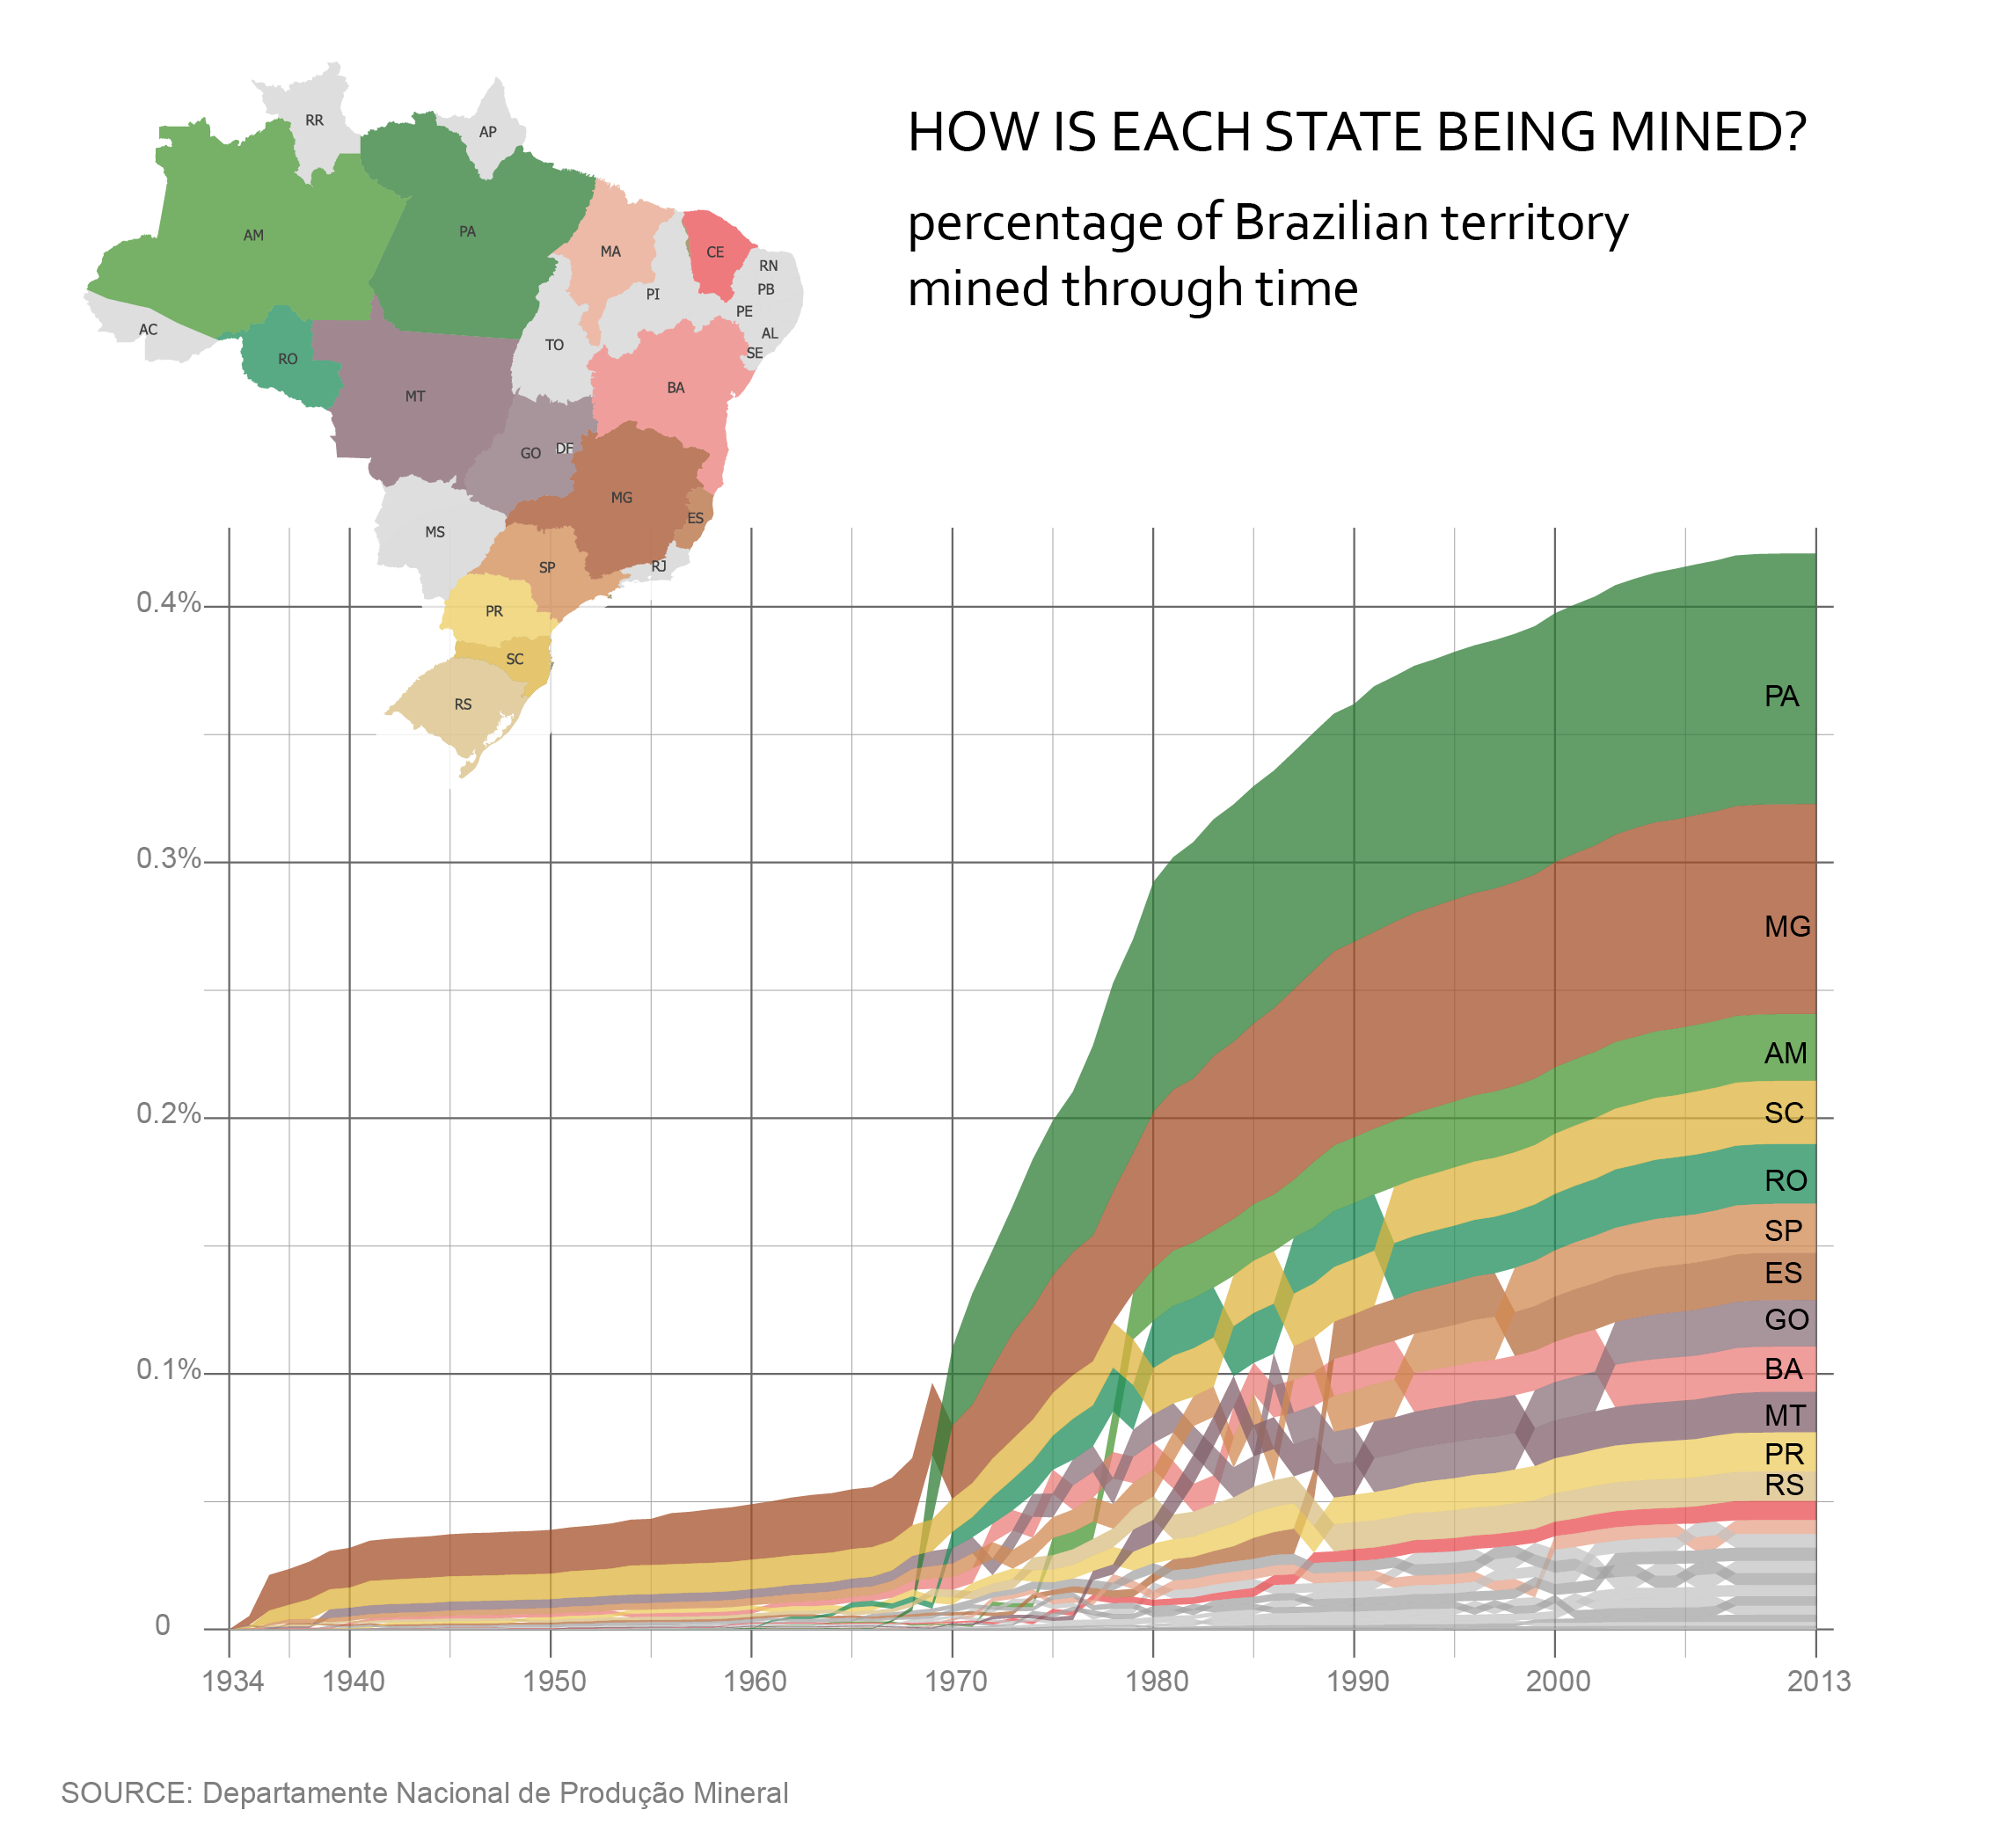 HOW IS EACH STATE BEING MINED?
percentage of Brazilian territory
mined through time
RR
AP
AM
PA
MA
CE
RN
PI
PB
PE
AC
AL
RO
TO
SE
MT
BA
GO
DF
MG
ES
MS
SP
RJ
PR
SC
RS
0.4%
0.3%
0.2%
0.1%
0
PA
MG
AM
SC
RO
SP
ES
GO
BA
MT
PR
RS
1934
1940
1950
1960
1970
1980
1990
2000
2013
SOURCE: Departamente Nacional de Produção Mineral